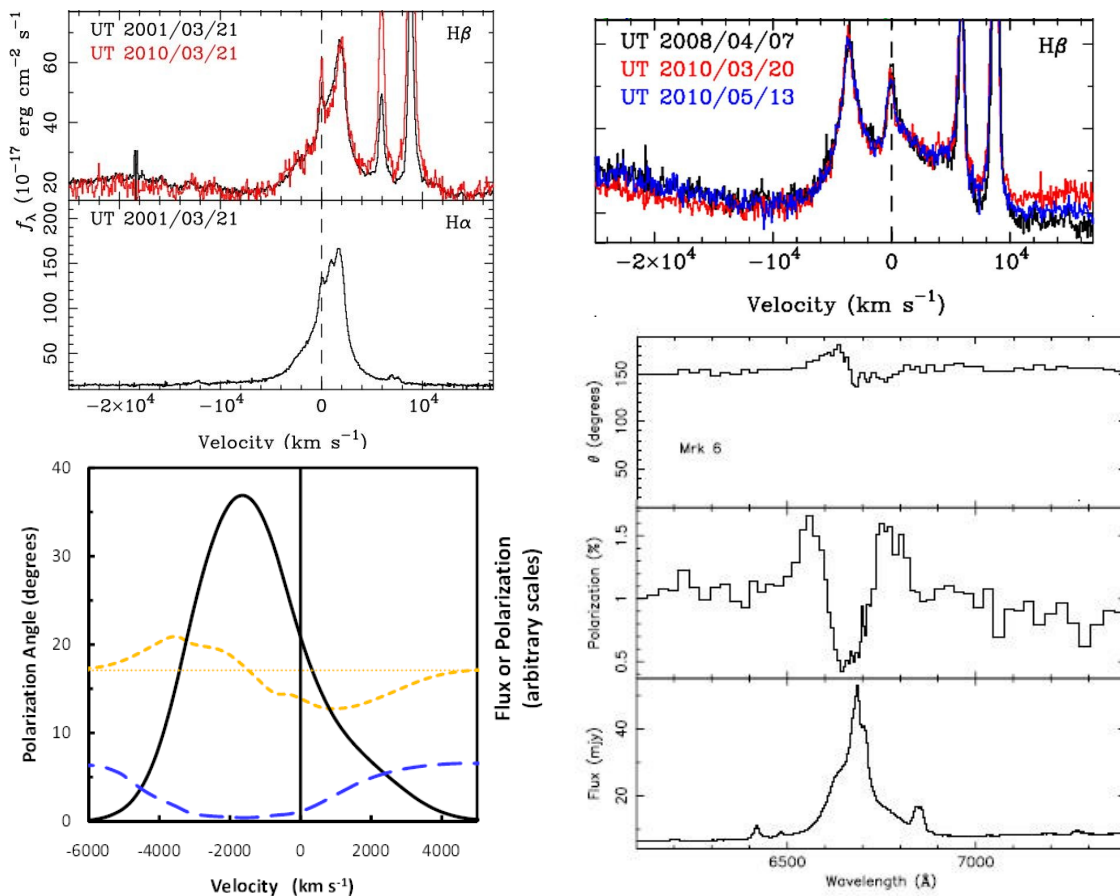 UT 2001/03/21 Hβ
UT 2010/03/21
60
40
20
f_λ (10⁻¹⁷ erg cm⁻² s⁻¹)
UT 2001/03/21 Hα
200
150
100
50
−2×10⁴ −10⁴ 0 10⁴
Velocity (km s⁻¹)
UT 2008/04/07 Hβ
UT 2010/03/20
UT 2010/05/13
−2×10⁴ −10⁴ 0 10⁴
Velocity (km s⁻¹)
40
30
20
10
0
Polarization Angle (degrees)
Flux or Polarization
(arbitrary scales)
-6000 -4000 -2000 0 2000 4000
Velocity (km s⁻¹)
150
100
50
θ (degrees)
Mrk 6
1.5
1
0.5
Polarization (%)
40
20
Flux (mJy)
6500 7000
Wavelength (Å)